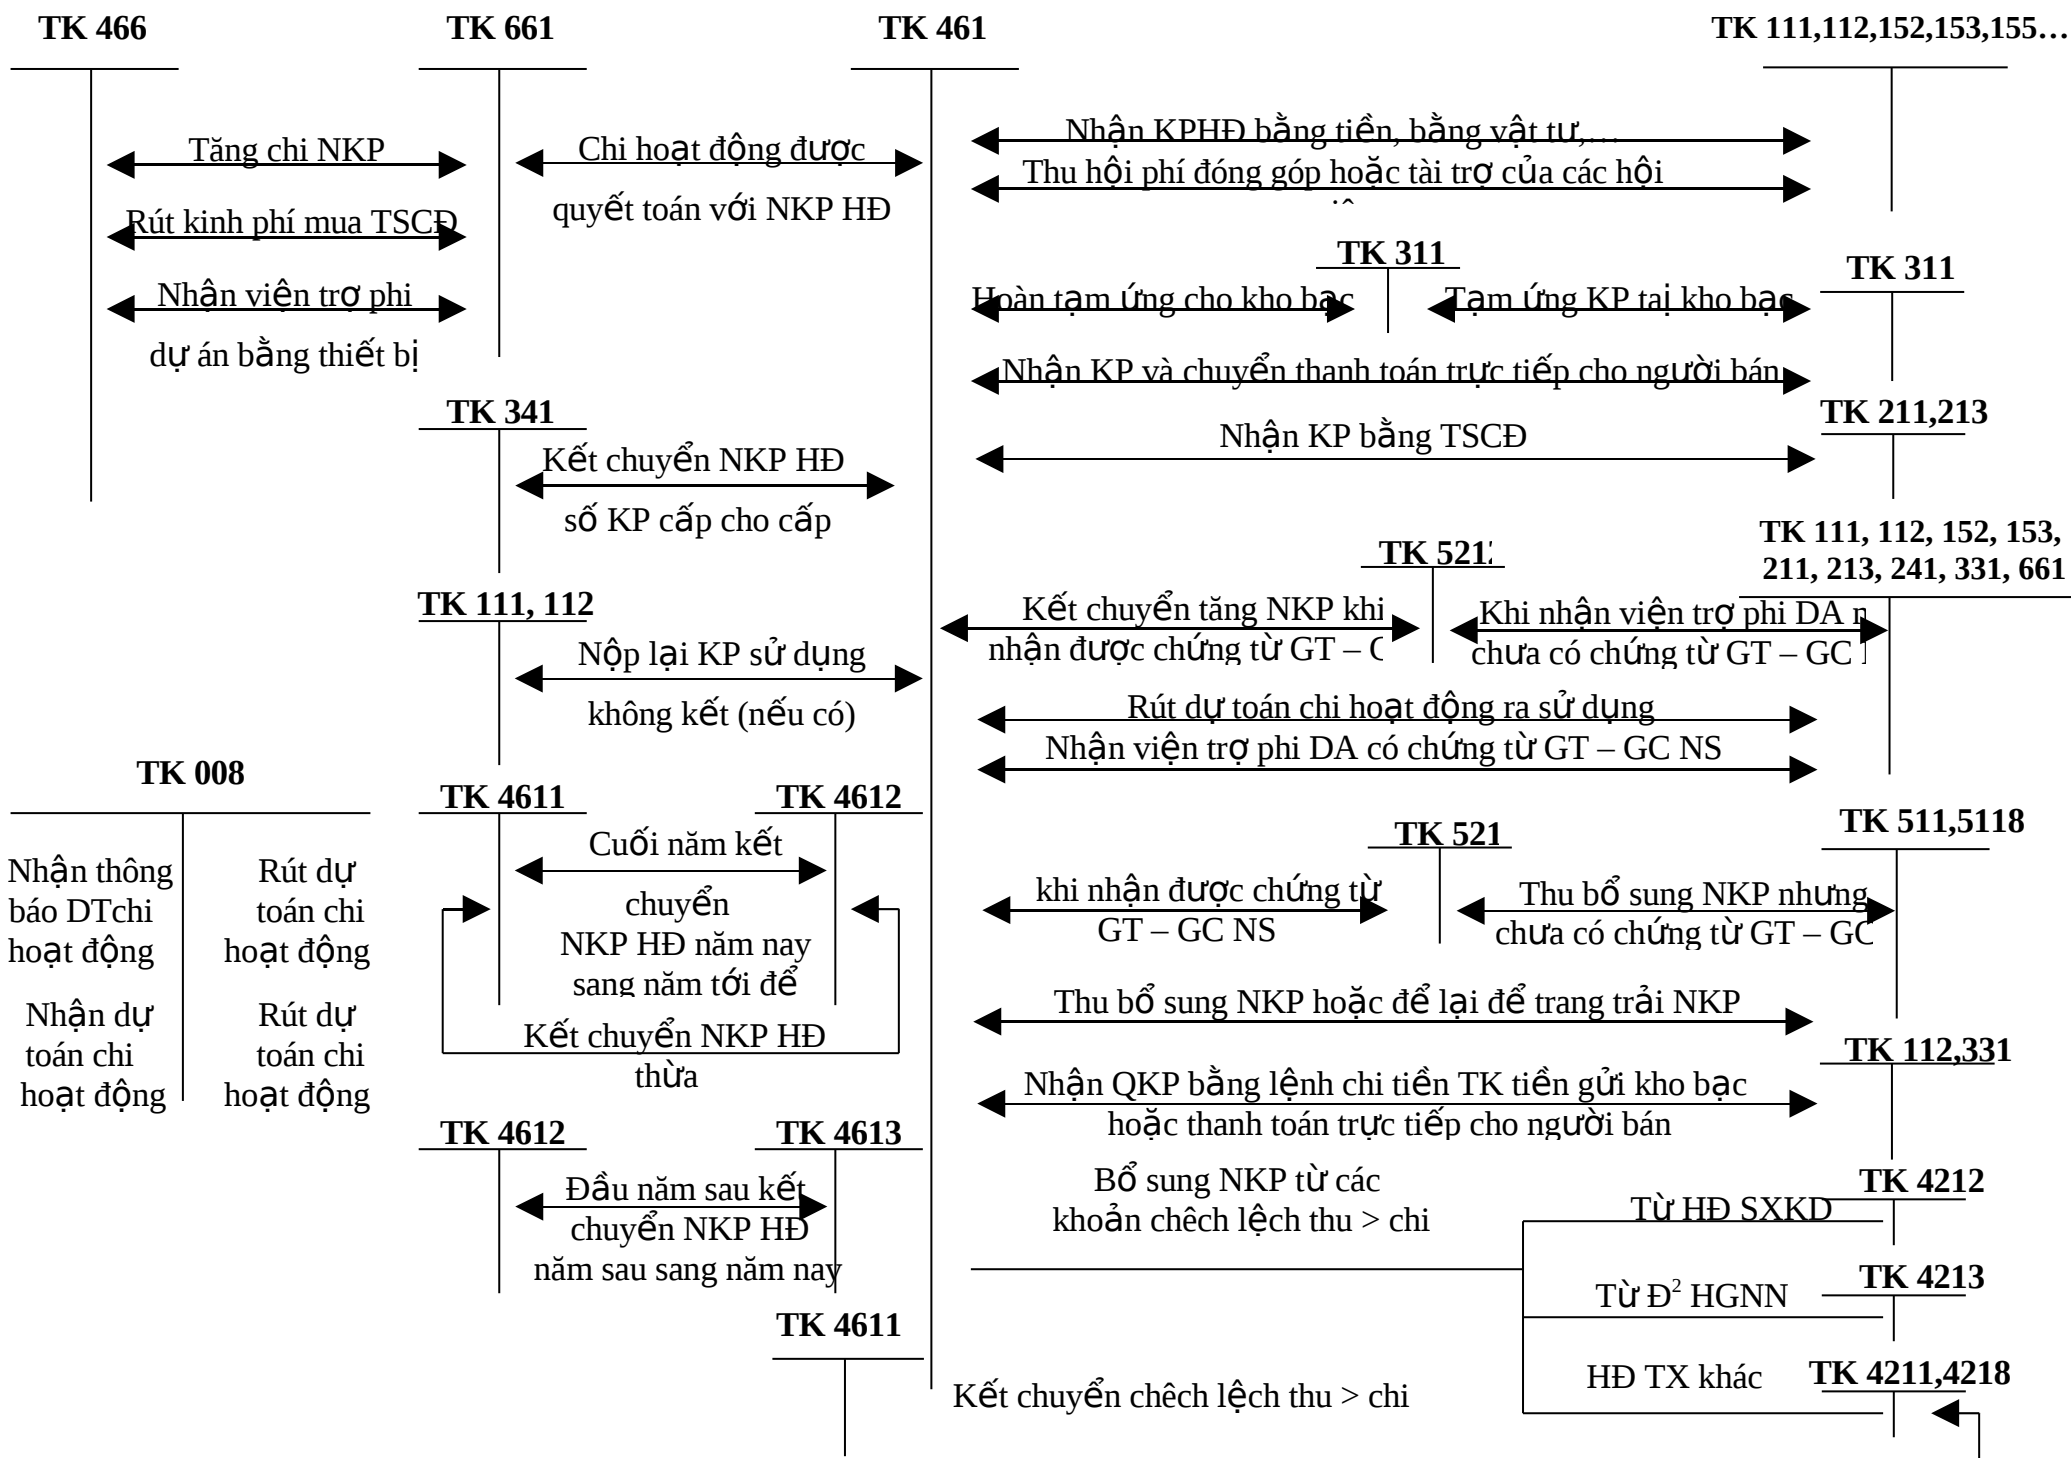 TK 466
TK 661
TK 461
TK 111,112,152,153,155…
Tăng chi NKP
Rút kinh phí mua TSCĐ
Nhận viện trợ phi
dự án bằng thiết bị
Chi hoạt động được
quyết toán với NKP HĐ
Nhận KPHĐ bằng tiền, bằng vật tư,…
Thu hội phí đóng góp hoặc tài trợ của các hội
TK 311
TK 311
Hoàn tạm ứng cho kho bạc
Tạm ứng KP taị kho bạc
Nhận KP và chuyển thanh toán trực tiếp cho người bán
TK 341
TK 211,213
Nhận KP bằng TSCĐ
Kết chuyển NKP HĐ
số KP cấp cho cấp
TK 111, 112, 152, 153,
211, 213, 241, 331, 661
TK 521
Kết chuyển tăng NKP khi
nhận được chứng từ GT –
Khi nhận viện trợ phi DA
chưa có chứng từ GT – GC
TK 111, 112
Nộp lại KP sử dụng
không kết (nếu có)
Rút dự toán chi hoạt động ra sử dụng
Nhận viện trợ phi DA có chứng từ GT – GC NS
TK 008
Nhận thông
báo DTchi
hoạt động
Rút dự
toán chi
hoạt động
Nhận dự
toán chi
hoạt động
Rút dự
toán chi
hoạt động
TK 4611
TK 4612
Cuối năm kết
chuyển
NKP HĐ năm nay
sang năm tới để
Kết chuyển NKP HĐ
thừa
TK 521
TK 511,5118
khi nhận được chứng từ
GT – GC NS
Thu bổ sung NKP nhưng
chưa có chứng từ GT – GC
Thu bổ sung NKP hoặc để lại để trang trải NKP
TK 112,331
Nhận QKP bằng lệnh chi tiền TK tiền gửi kho bạc
hoặc thanh toán trực tiếp cho người bán
TK 4612
TK 4613
Đầu năm sau kết
chuyển NKP HĐ
năm sau sang năm nay
Bổ sung NKP từ các
khoản chêch lệch thu > chi
Từ HĐ SXKD
TK 4212
Từ Đ² HGNN
TK 4213
HĐ TX khác
TK 4211,4218
TK 4611
Kết chuyển chêch lệch thu > chi